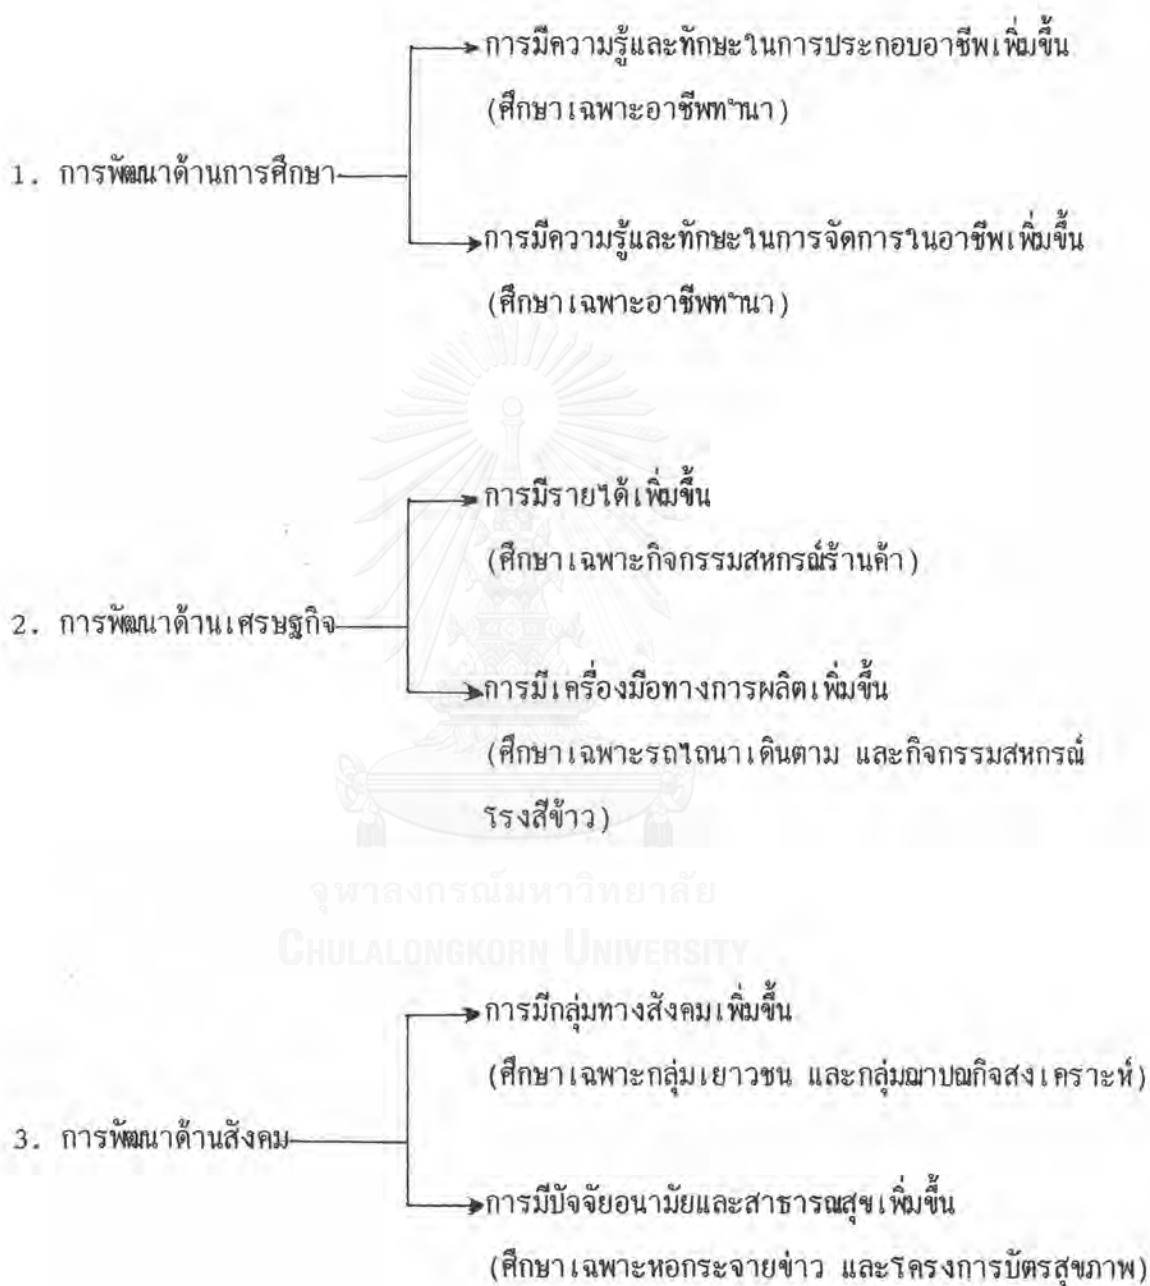 การมีความรู้และทักษะในการประกอบอาชีพเพิ่มขึ้น
(ศึกษาเฉพาะอาชีพทำนา)
1. การพัฒนาด้านการศึกษา
การมีความรู้และทักษะในการจัดการในอาชีพเพิ่มขึ้น
(ศึกษาเฉพาะอาชีพทำนา)
การมีรายได้เพิ่มขึ้น
(ศึกษาเฉพาะกิจกรรมสหกรณ์ร้านค้า)
2. การพัฒนาด้านเศรษฐกิจ
การมีเครื่องมือทางการผลิตเพิ่มขึ้น
(ศึกษาเฉพาะรถไถนาเดินตาม และกิจกรรมสหกรณ์
โรงสีข้าว)
จุฬาลงกรณ์มหาวิทยาลัย
CHULALONGKORN UNIVERSITY
การมีกลุ่มทางสังคมเพิ่มขึ้น
(ศึกษาเฉพาะกลุ่มเยาวชน และกลุ่มฌาปณกิจสงเคราะห์)
3. การพัฒนาด้านสังคม
การมีปัจจัยอนามัยและสาธารณสุขเพิ่มขึ้น
(ศึกษาเฉพาะหอกระจายข่าว และโครงการบัตรสุขภาพ)